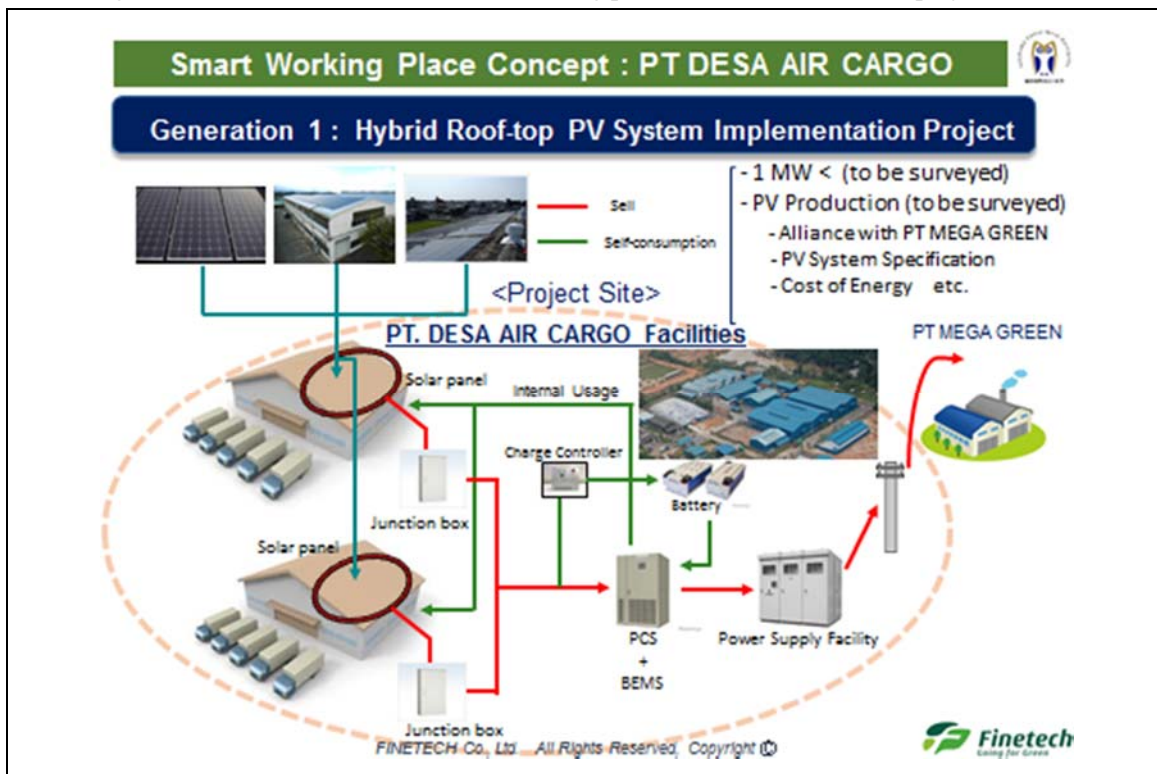 Smart Working Place Concept : PT DESA AIR CARGO
Generation 1 : Hybrid Roof-top PV System Implementation Project
- 1 MW < (to be surveyed)
- PV Production (to be surveyed)
- Alliance with PT MEGA GREEN
- PV System Specification
- Cost of Energy etc.
Sell
Self-consumption
<Project Site>
PT. DESA AIR CARGO Facilities
PT MEGA GREEN
Solar panel
Internal Usage
Charge Controller
Battery
Junction box
Solar panel
PCS
+
BEMS
Power Supply Facility
Junction box
FINETECH Co., Ltd. All Rights Reserved, Copyright ©
Finetech
Going for Green